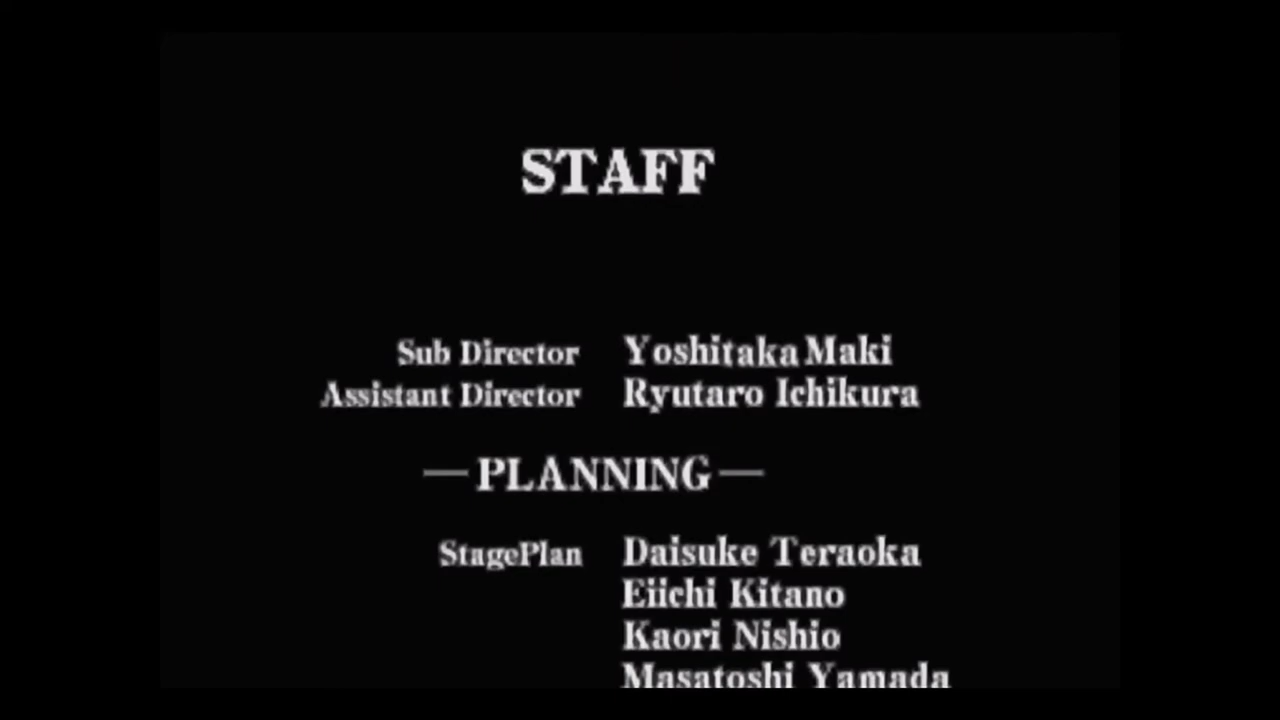 STAFF
Sub Director Yoshitaka Maki
Assistant Director Ryutaro Ichikura
— PLANNING —
StagePlan Daisuke Teraoka
Eiichi Kitano
Kaori Nishio
Masatoshi Yamada